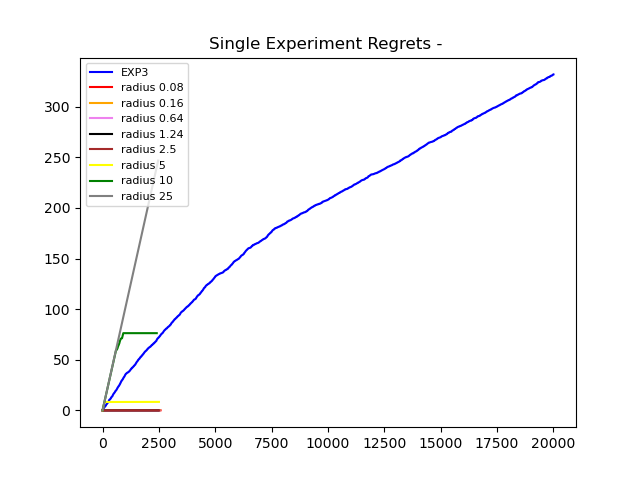 Single Experiment Regrets -
EXP3
radius 0.08
radius 0.16
radius 0.64
radius 1.24
radius 2.5
radius 5
radius 10
radius 25
300
250
200
150
100
50
0
0 2500 5000 7500 10000 12500 15000 17500 20000